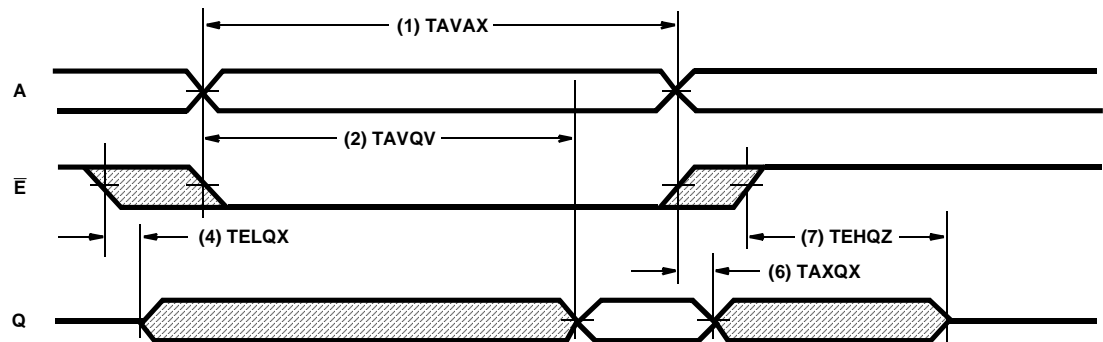 (1) TAVAX
A
(2) TAVQV
E̅
(4) TELQX
(7) TEHQZ
(6) TAXQX
Q